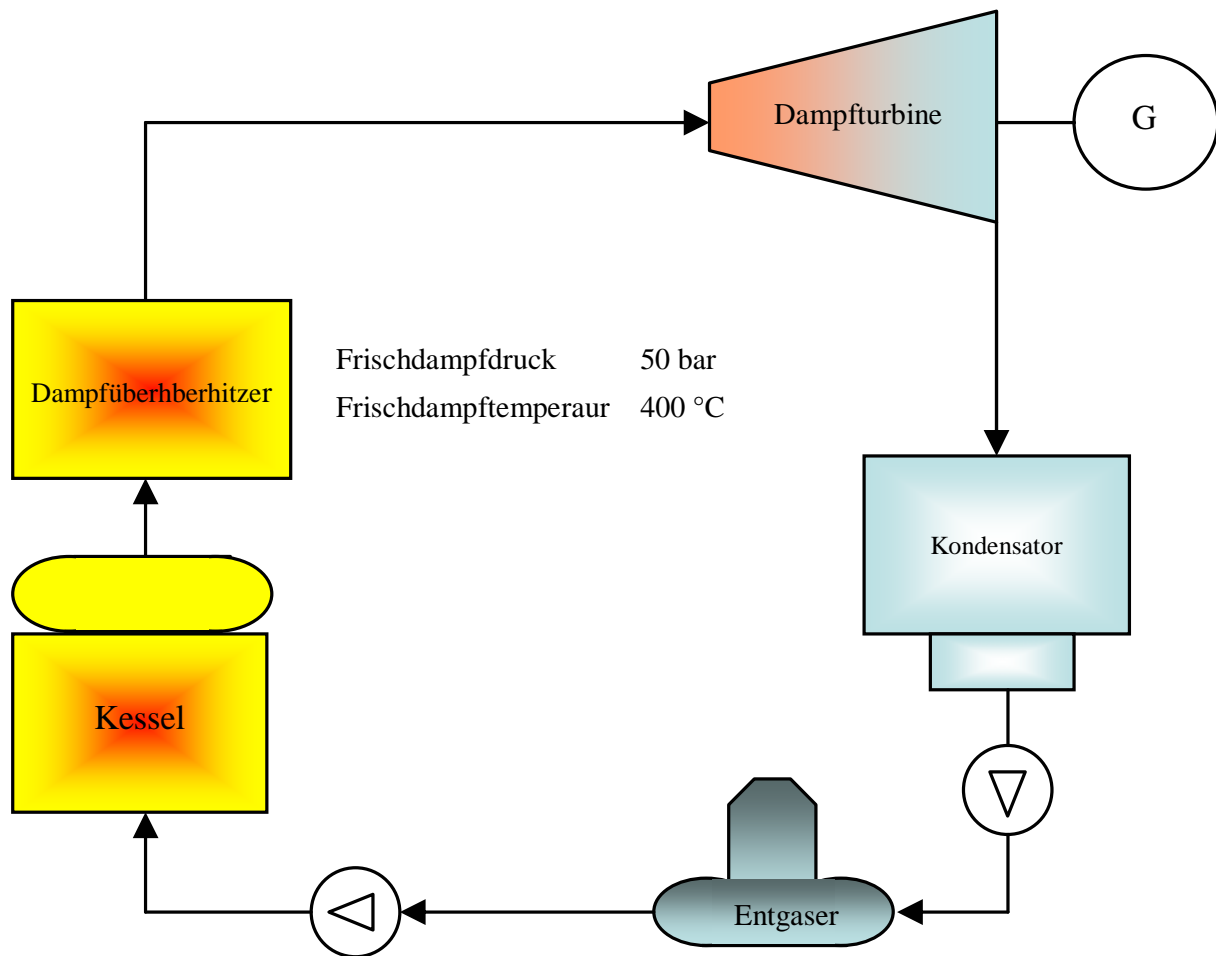 Dampfturbine
G
Frischdampfdruck 50 bar
Dampfüberhberhitzer
Frischdampftemperaur 400 °C
Kondensator
Kessel
Entgaser